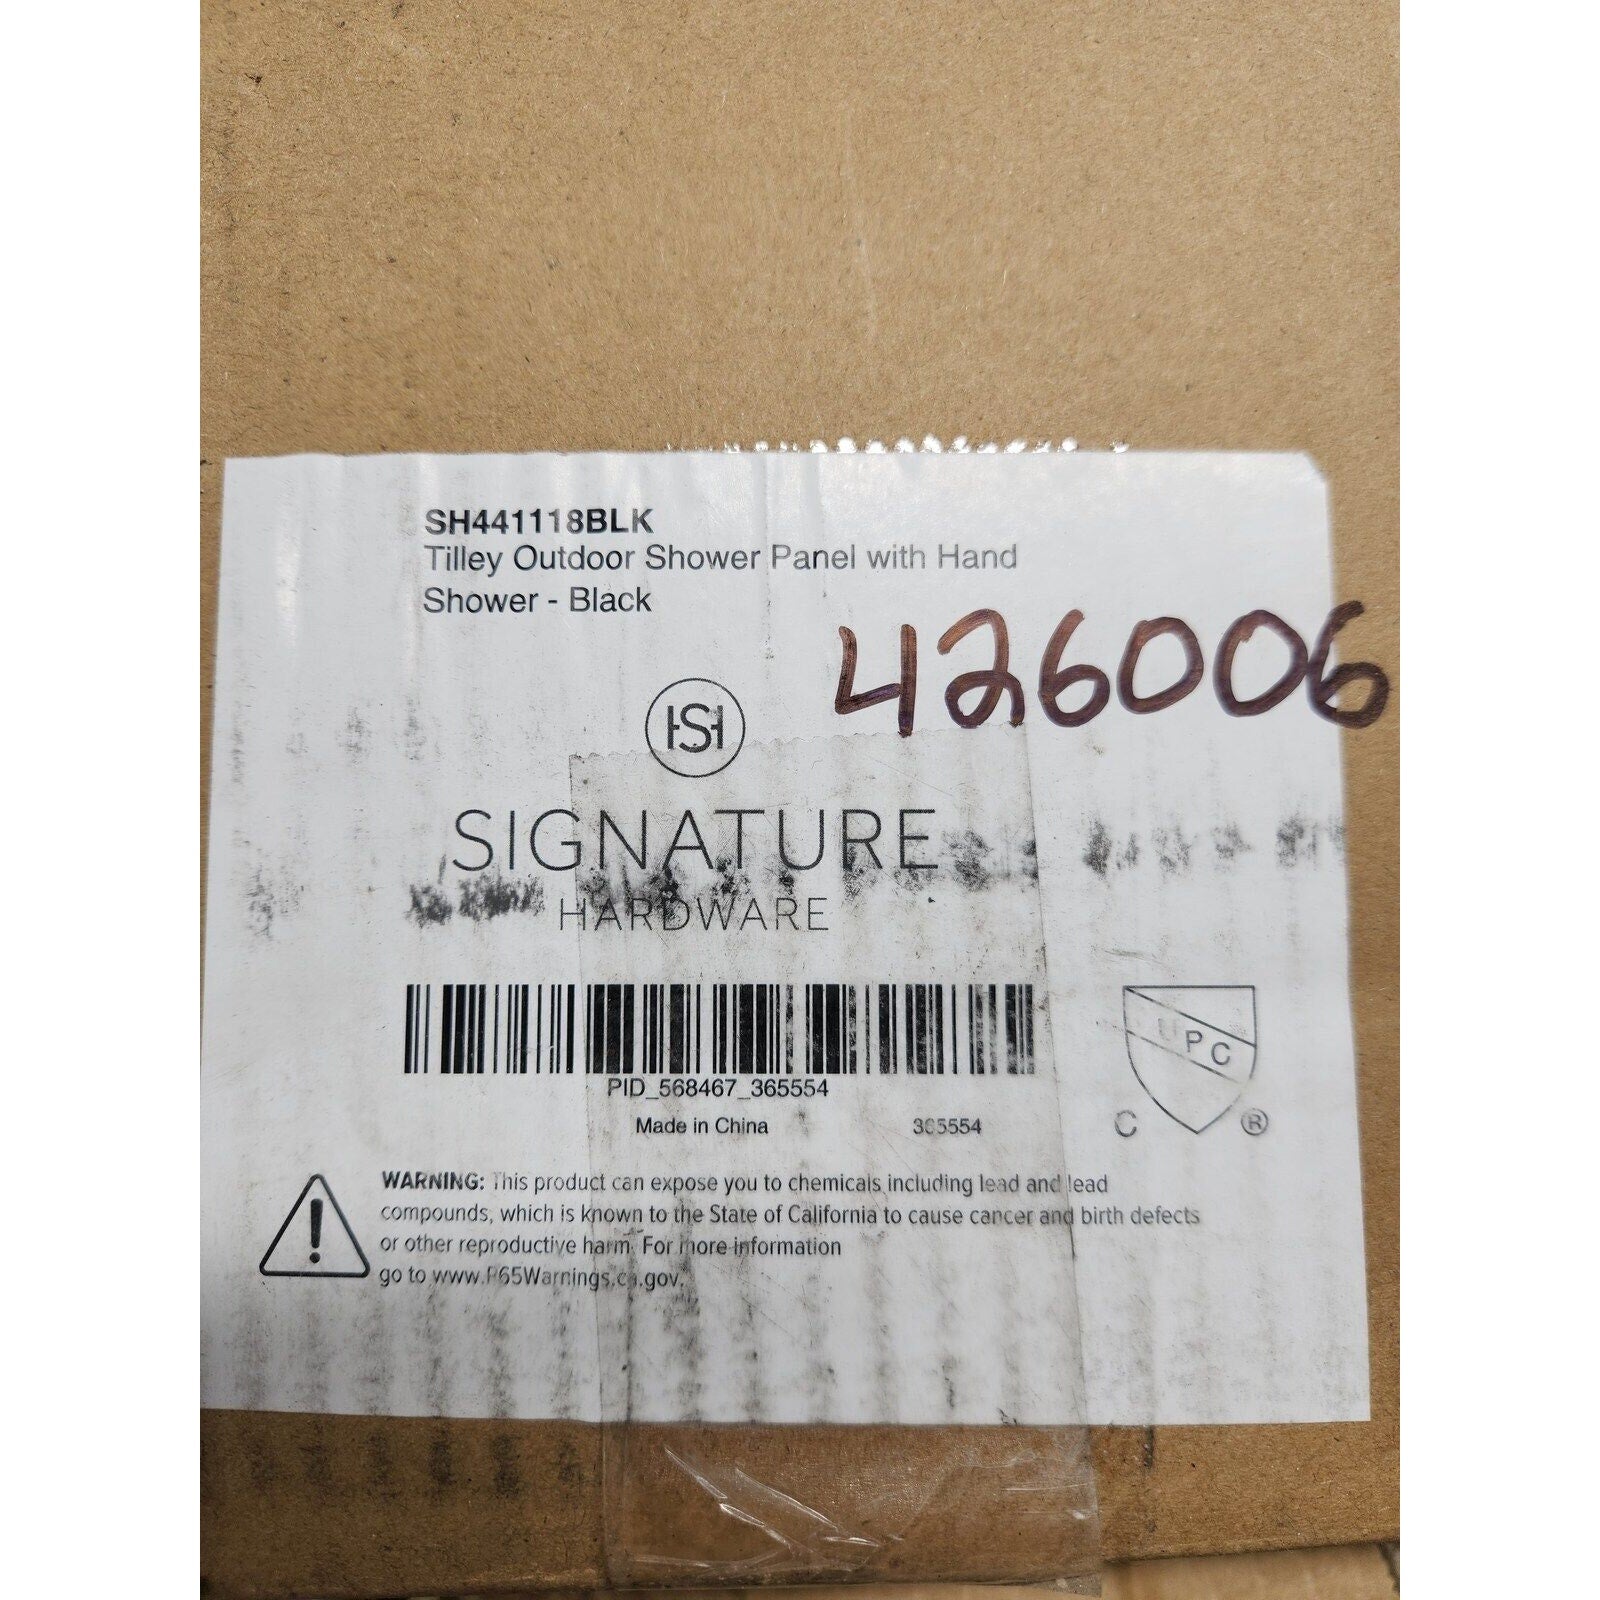 SH441118BLK
Tilley Outdoor Shower Panel with Hand
Shower - Black
426006
HSH
SIGNATURE
HARDWARE
PID_568467_365554
Made in China 365554
UPC
C ®
WARNING: This product can expose you to chemicals including lead and lead
compounds, which is known to the State of California to cause cancer and birth defects
or other reproductive harm. For more information
go to www.P65Warnings.ca.gov.